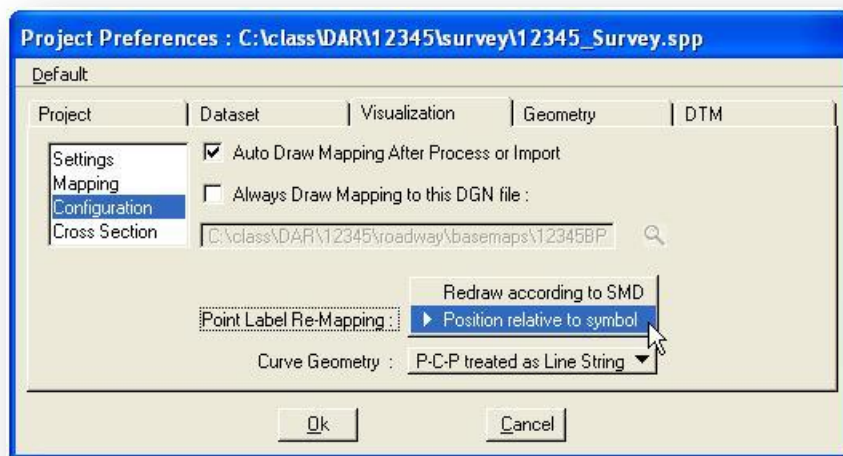 Project Preferences : C:\class\DAR\12345\survey\12345_Survey.spp
Default
Project
Dataset
Visualization
Geometry
DTM
Settings
Mapping
Configuration
Cross Section
Auto Draw Mapping After Process or Import
Always Draw Mapping to this DGN file :
C:\class\DAR\12345\roadway\basemaps\12345BP
Redraw according to SMD
Point Label Re-Mapping :
Position relative to symbol
Curve Geometry :
P-C-P treated as Line String
Ok
Cancel